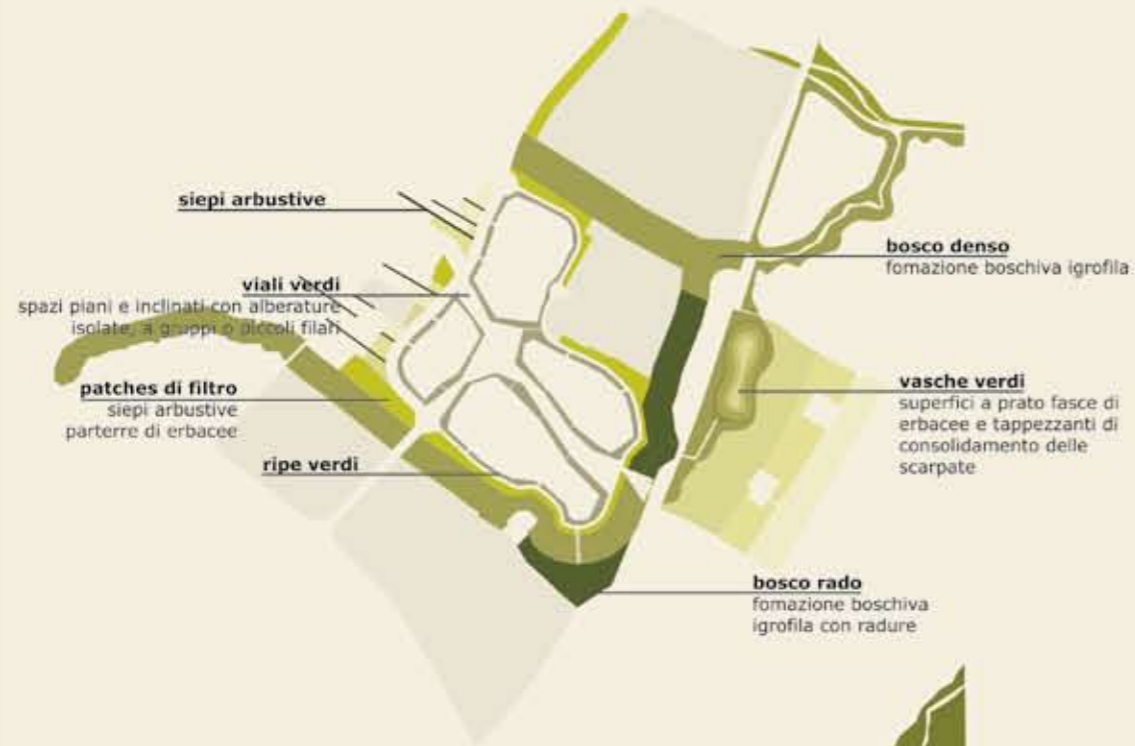 siepi arbustive
viali verdi
spazi piani e inclinati con alberature
isolate, a gruppi o piccoli filari
patches di filtro
siepi arbustive
parterre di erbacee
ripe verdi
bosco denso
fomazione boschiva igrofila
vasche verdi
superfici a prato fasce di
erbacee e tappezzanti di
consolidamento delle
scarpate
bosco rado
fomazione boschiva
igrofila con radure